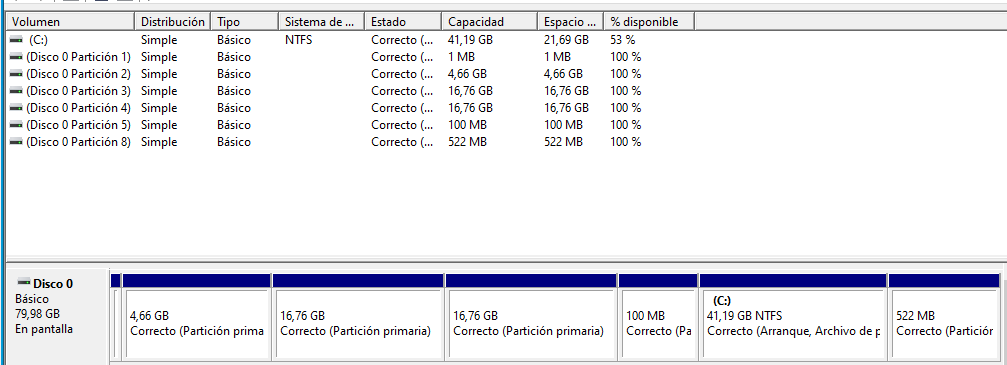 Volumen Distribución Tipo Sistema de ... Estado Capacidad Espacio ... % disponible
(C:) Simple Básico NTFS Correcto (... 41,19 GB 21,69 GB 53 %
(Disco 0 Partición 1) Simple Básico Correcto (... 1 MB 1 MB 100 %
(Disco 0 Partición 2) Simple Básico Correcto (... 4,66 GB 4,66 GB 100 %
(Disco 0 Partición 3) Simple Básico Correcto (... 16,76 GB 16,76 GB 100 %
(Disco 0 Partición 4) Simple Básico Correcto (... 16,76 GB 16,76 GB 100 %
(Disco 0 Partición 5) Simple Básico Correcto (... 100 MB 100 MB 100 %
(Disco 0 Partición 8) Simple Básico Correcto (... 522 MB 522 MB 100 %
Disco 0
Básico
79,98 GB
En pantalla
4,66 GB
Correcto (Partición prima
16,76 GB
Correcto (Partición primaria)
16,76 GB
Correcto (Partición primaria)
100 MB
Correcto (Pa
(C:)
41,19 GB NTFS
Correcto (Arranque, Archivo de p
522 MB
Correcto (Partición